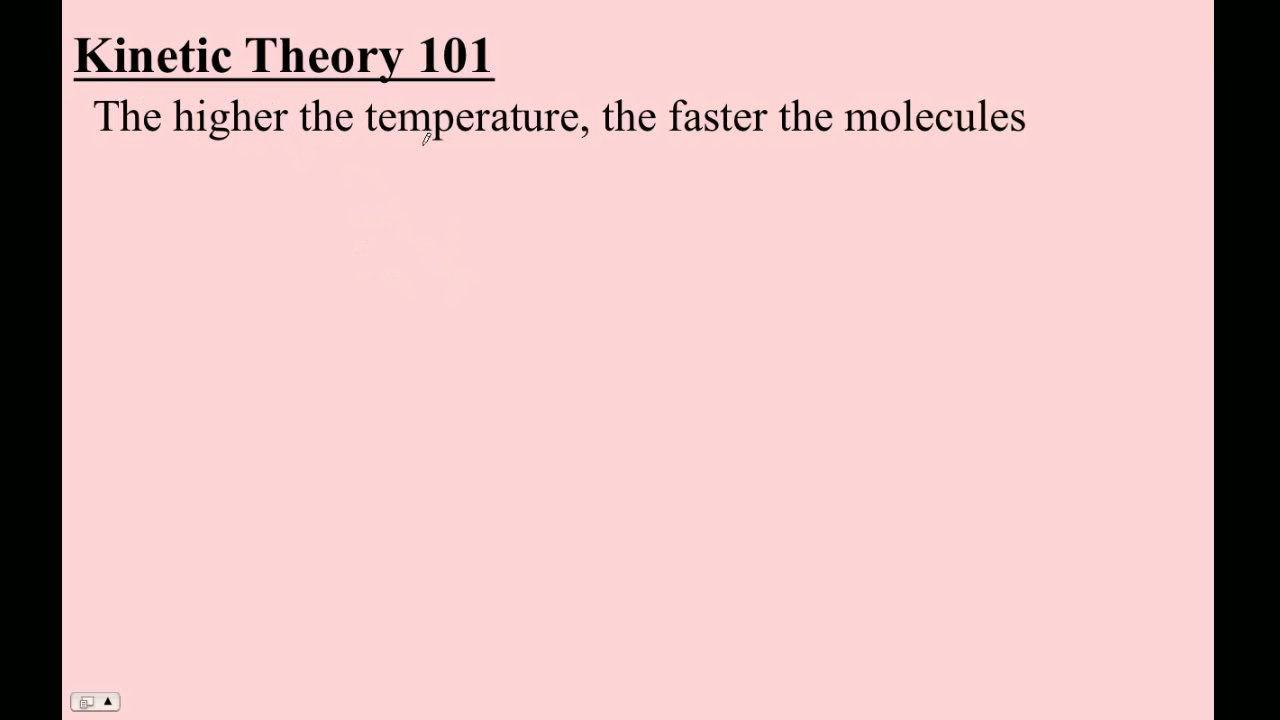 Kinetic Theory 101
The higher the temperature, the faster the molecules